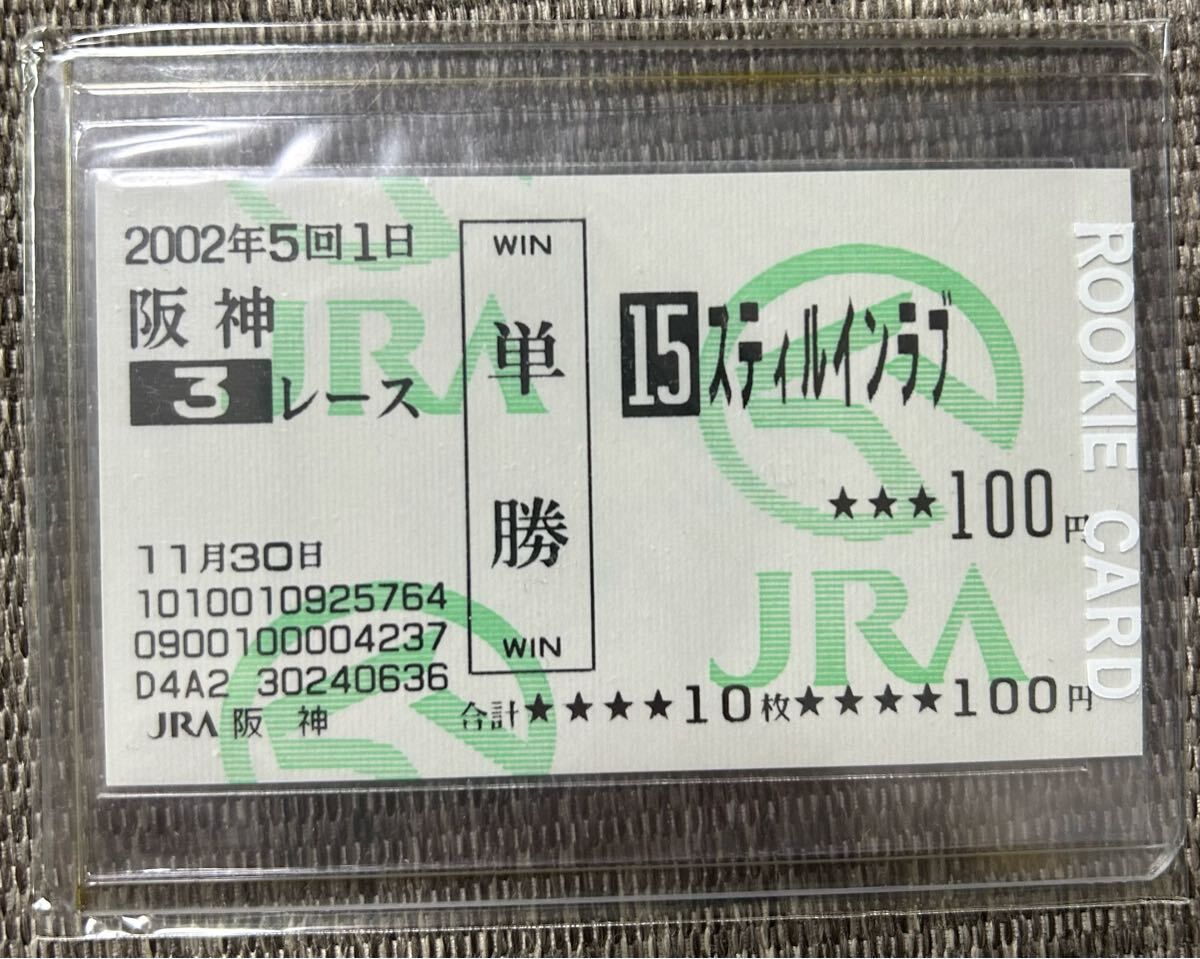 2002年5回1日
阪神
3レース
11月30日
1010010925764
0900100004237
D4A2 30240636
JRA 阪 神
WIN
単勝
WIN
15 スティルインラブ
★★★100円
合計★★★★10枚★★★★100円
JRA
JRA
ROOKIE CARD